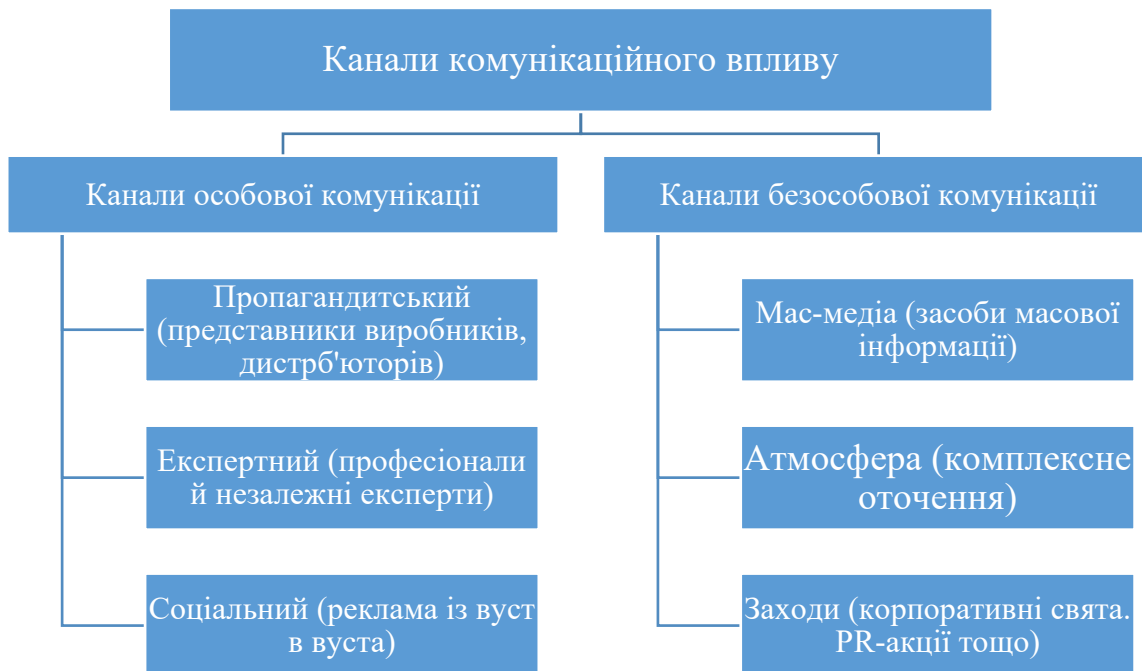 Канали комунікаційного впливу
Канали особової комунікації
Пропагандитський
(представники виробників,
дистрб'юторів)
Експертний (професіонали
й незалежні експерти)
Соціальний (реклама із вуст
в вуста)
Канали безособової комунікації
Мас-медіа (засоби масової
інформації)
Атмосфера (комплексне
оточення)
Заходи (корпоративні свята.
PR-акції тощо)